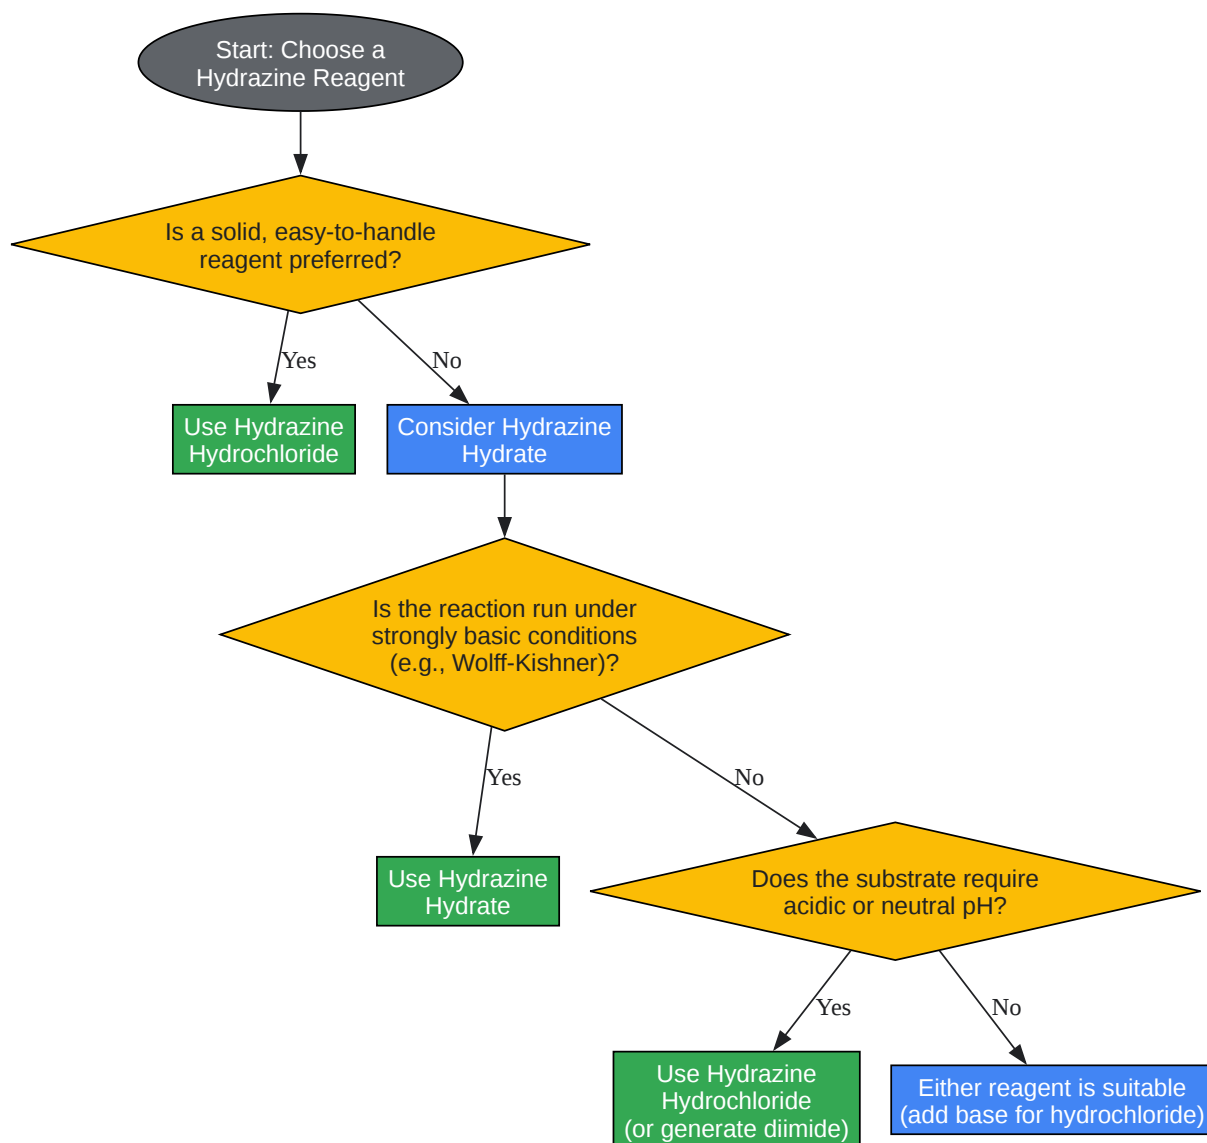 Start: Choose a
Hydrazine Reagent
Is a solid, easy-to-handle
reagent preferred?
Yes
No
Use Hydrazine
Hydrochloride
Consider Hydrazine
Hydrate
Is the reaction run under
strongly basic conditions
(e.g., Wolff-Kishner)?
Yes
No
Use Hydrazine
Hydrate
Does the substrate require
acidic or neutral pH?
Yes
No
Use Hydrazine
Hydrochloride
(or generate diimide)
Either reagent is suitable
(add base for hydrochloride)